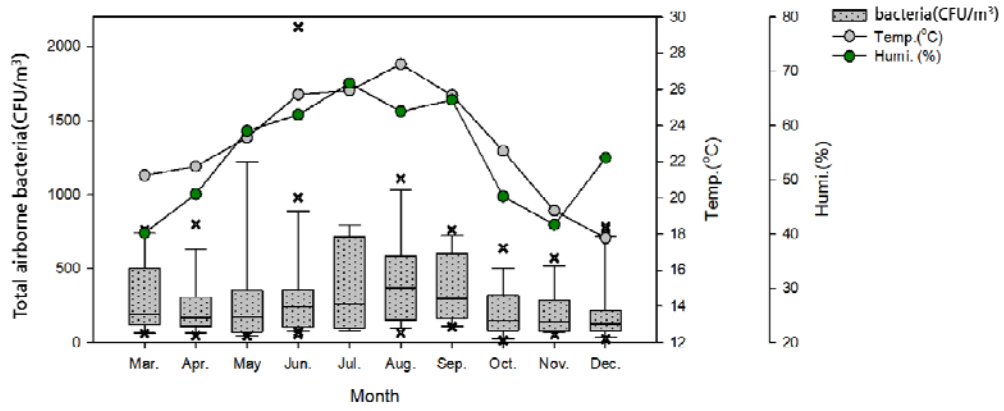 bacteria(CFU/m³)
Temp.(⁰C)
Humi. (%)
Total airborne bacteria(CFU/m³)
2000
1500
1000
500
0
30
28
26
24
22
20
18
16
14
12
Temp.(⁰C)
80
70
60
50
40
30
20
Humi.(%)
Mar. Apr. May Jun. Jul. Aug. Sep. Oct. Nov. Dec.
Month